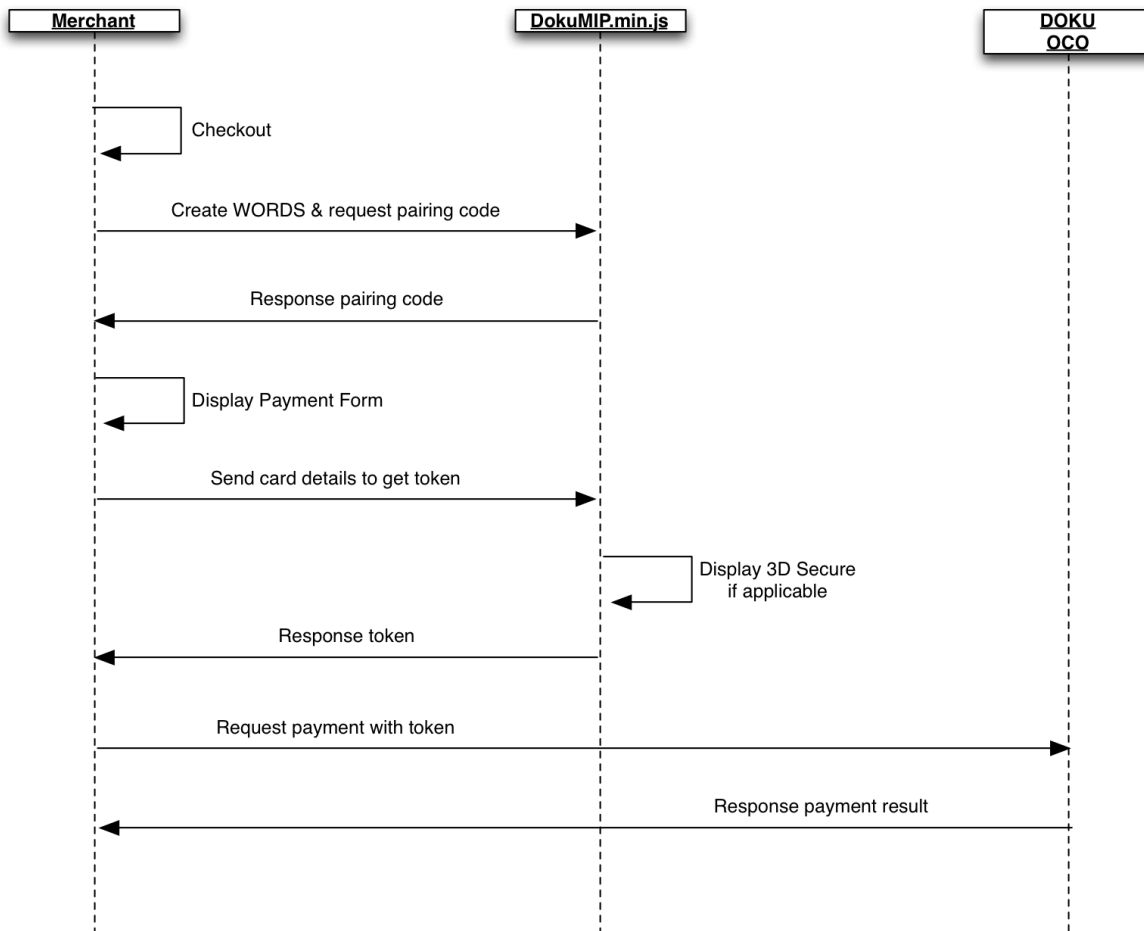 Merchant
DokuMIP.min.js
DOKU
OCO
Checkout
Create WORDS & request pairing code
Response pairing code
Display Payment Form
Send card details to get token
Display 3D Secure
if applicable
Response token
Request payment with token
Response payment result